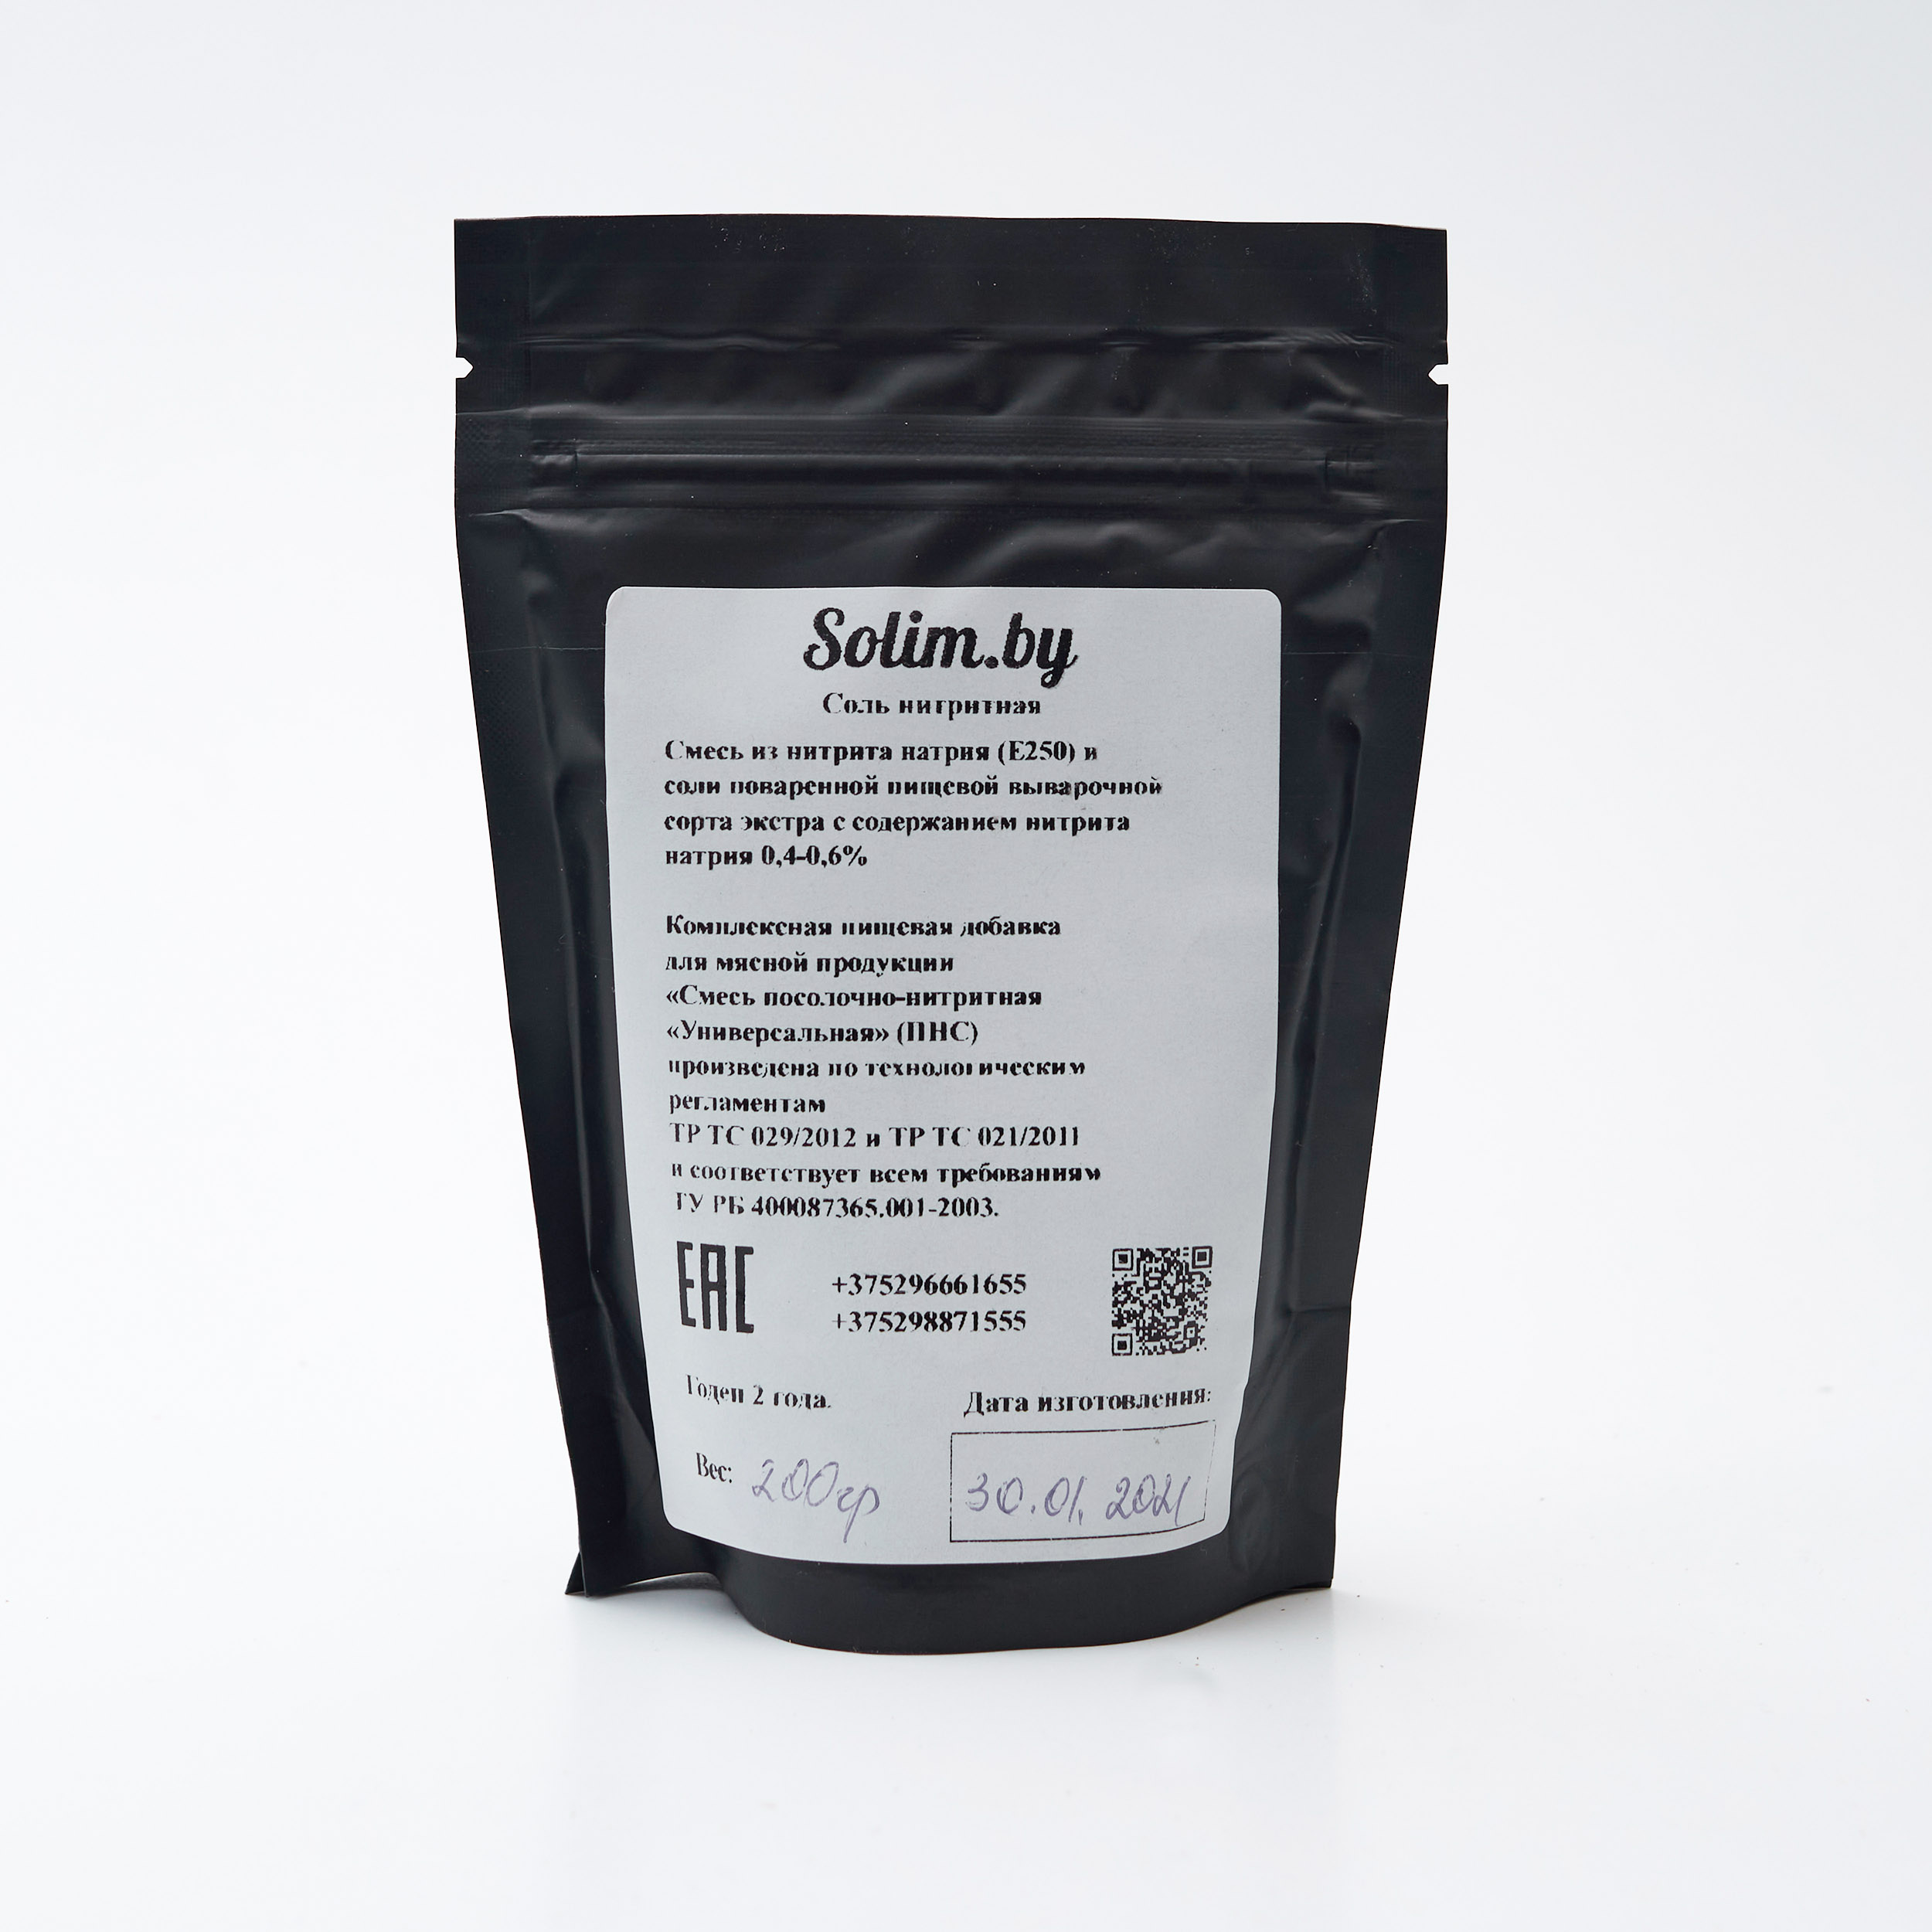 Solim.by
Соль нитритная
Смесь из нитрита натрия (Е250) и
соли поваренной пищевой выварочной
сорта экстра с содержанием нитрита
натрия 0,4-0,6%
Комплексная пищевая добавка
для мясной продукции
«Смесь посолочно-нитритная
«Универсальная» (ПНС)
произведена по технологическим
регламентам
ТР ТС 029/2012 и ТР ТС 021/2011
и соответствует всем требованиям
ТУ РБ 400087365.001-2003.
EAC
+375296661655
+375298871555
Годен 2 года.
Дата изготовления:
Вес: 200гр
30.01.2021